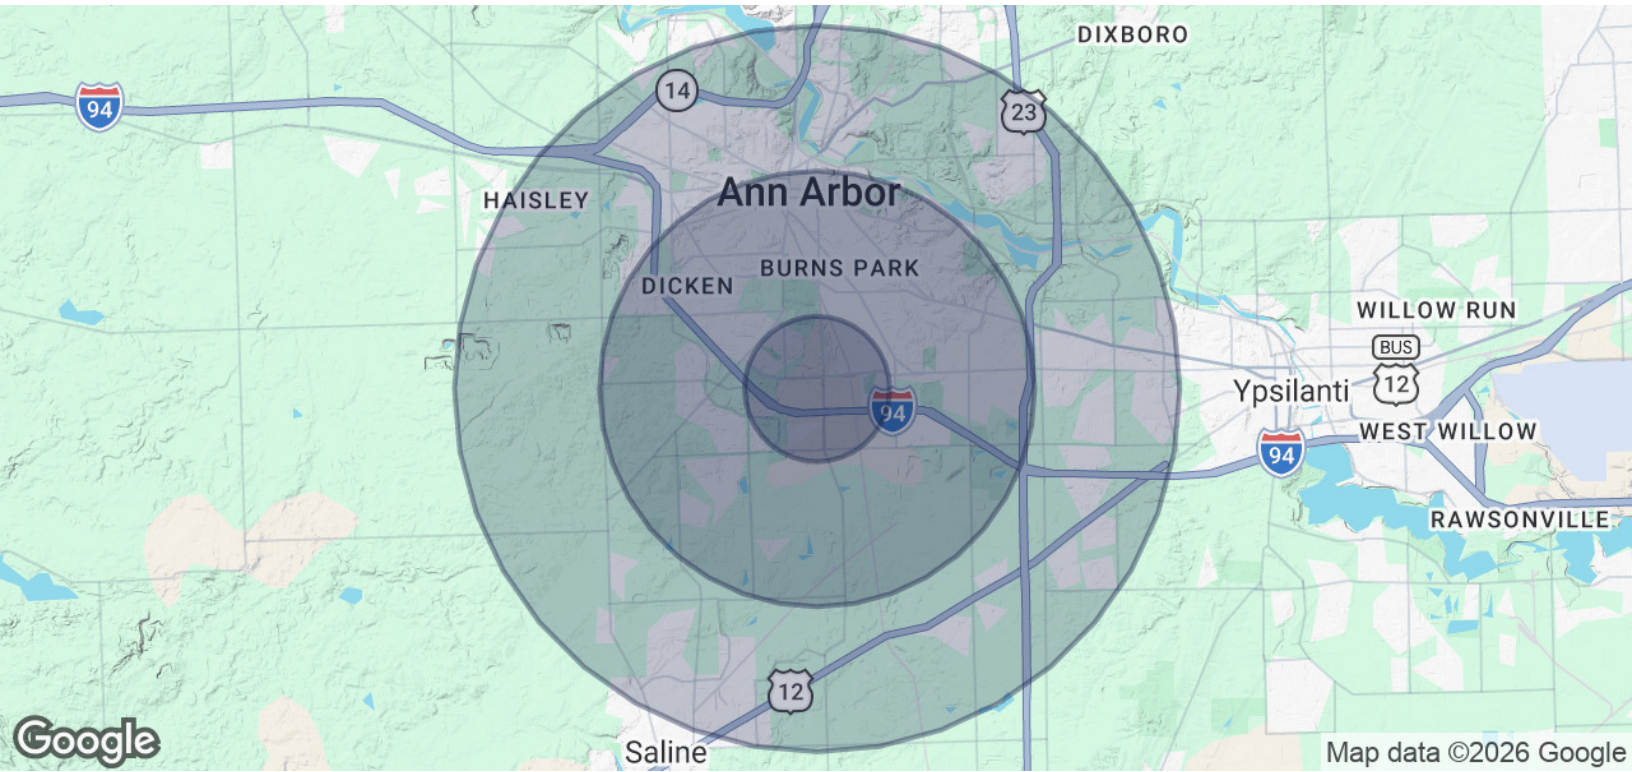 DIXBORO
94
14
23
Ann Arbor
HAISLEY
BURNS PARK
DICKEN
WILLOW RUN
BUS
12
Ypsilanti
94
WEST WILLOW
94
RAWSONVILLE
12
Saline
Google
Map data ©2026 Google